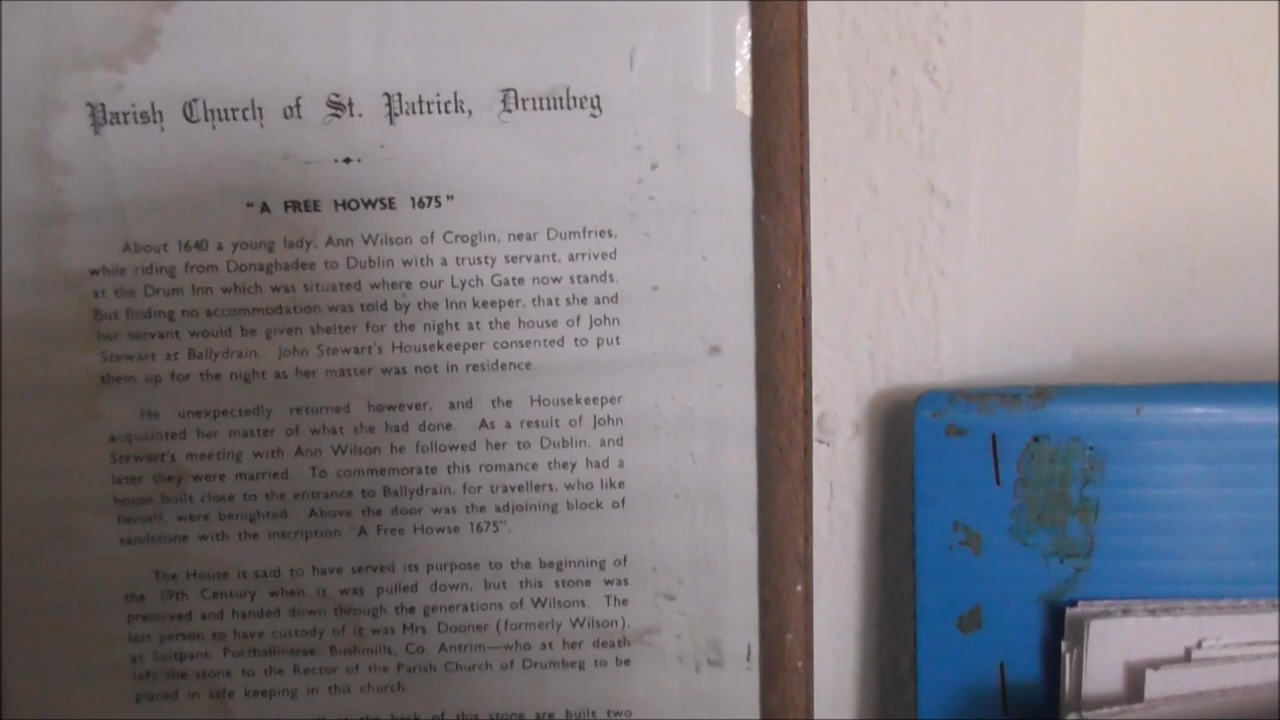 Parish Church of St. Patrick, Drumbeg
"A FREE HOWSE 1675"
About 1640 a young lady, Ann Wilson of Croglin, near Dumfries,
while riding from Donaghadee to Dublin with a trusty servant, arrived
at the Drum Inn which was situated where our Lych Gate now stands.
But finding no accommodation was told by the Inn keeper, that she and
her servant would be given shelter for the night at the house of John
Stewart at Ballydrain. John Stewart's Housekeeper consented to put
them up for the night as her master was not in residence.
He unexpectedly returned however, and the Housekeeper
acquainted her master of what she had done. As a result of John
Stewart's meeting with Ann Wilson he followed her to Dublin, and
later they were married. To commemorate this romance they had a
house built close to the entrance to Ballydrain, for travellers, who like
herself, were benighted. Above the door was the adjoining block of
sandstone with the inscription "A Free Howse 1675".
The House is said to have served its purpose to the beginning of
the 19th Century when it was pulled down, but this stone was
preserved and handed down through the generations of Wilsons. The
last person to have custody of it was Mrs. Dooner (formerly Wilson),
at Saltpans, Portballintrae, Bushmills, Co. Antrim—who at her death
left the stone to the Rector of the Parish Church of Drumbeg to be
placed in safe keeping in this church.
the back of this stone are built two